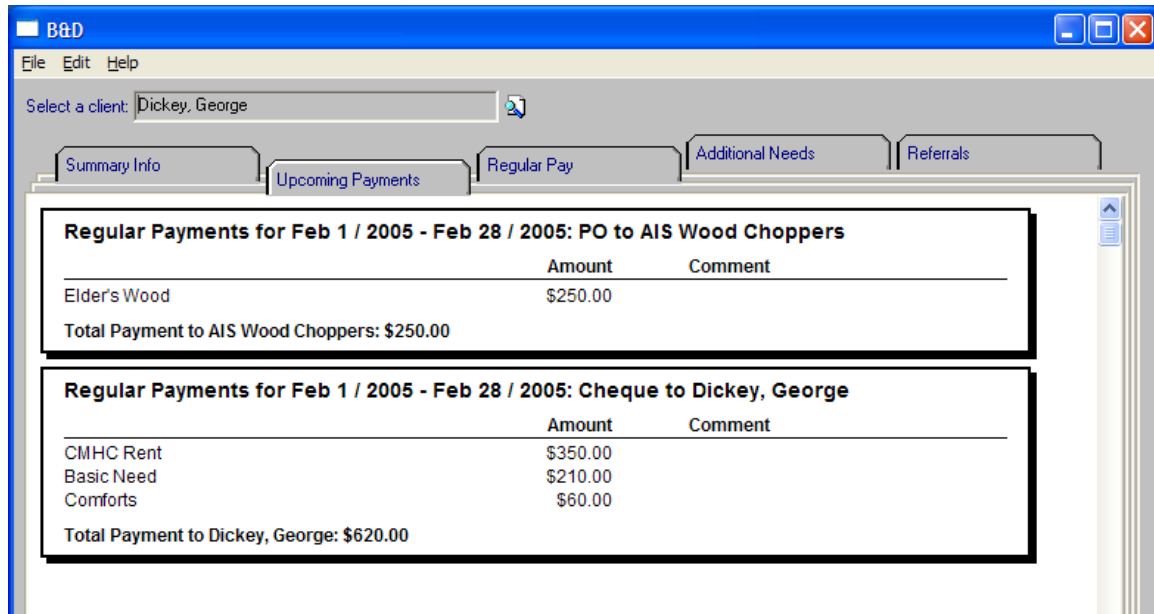 B&D
File Edit Help
Select a client: Dickey, George
Summary Info Upcoming Payments Regular Pay Additional Needs Referrals
Regular Payments for Feb 1 / 2005 - Feb 28 / 2005: PO to AIS Wood Choppers
Amount Comment
Elder's Wood $250.00
Total Payment to AIS Wood Choppers: $250.00
Regular Payments for Feb 1 / 2005 - Feb 28 / 2005: Cheque to Dickey, George
Amount Comment
CMHC Rent $350.00
Basic Need $210.00
Comforts $60.00
Total Payment to Dickey, George: $620.00